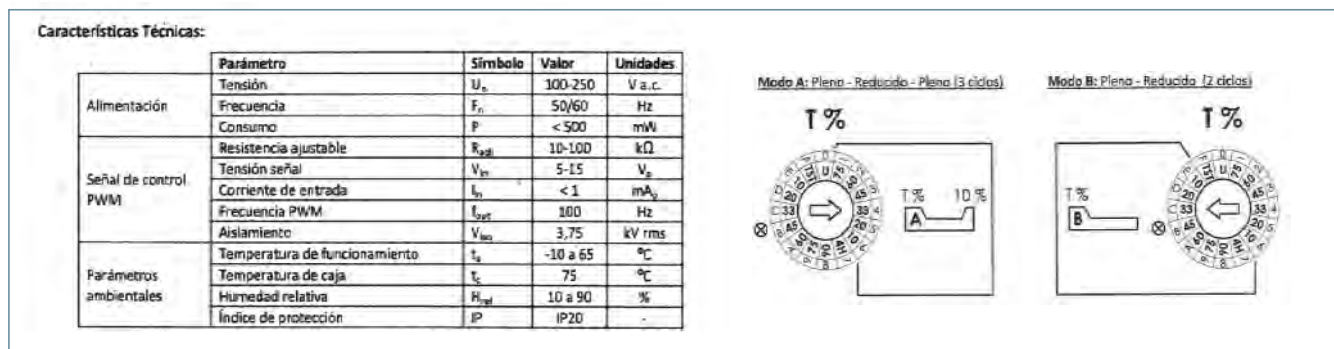 Características Técnicas:
Parámetro Símbolo Valor Unidades
Alimentación
Tensión Uₙ 100-250 V a.c.
Frecuencia Fₙ 50/60 Hz
Consumo P < 500 mW
Señal de control PWM
Resistencia ajustable Radj 10-100 kΩ
Tensión señal Vin 5-15 Vₚ
Corriente de entrada Iin < 1 mAₚ
Frecuencia PWM fout 100 Hz
Aislamiento Viso 3,75 kV rms
Parámetros ambientales
Temperatura de funcionamiento tₐ -10 a 65 ºC
Temperatura de caja t꜀ 75 ºC
Humedad relativa Hrel 10 a 90 %
Índice de protección IP IP20 -
Modo A: Pleno - Reducido - Pleno (3 ciclos)
T %
T % 10 %
A
Modo B: Pleno - Reducido (2 ciclos)
T %
T %
B